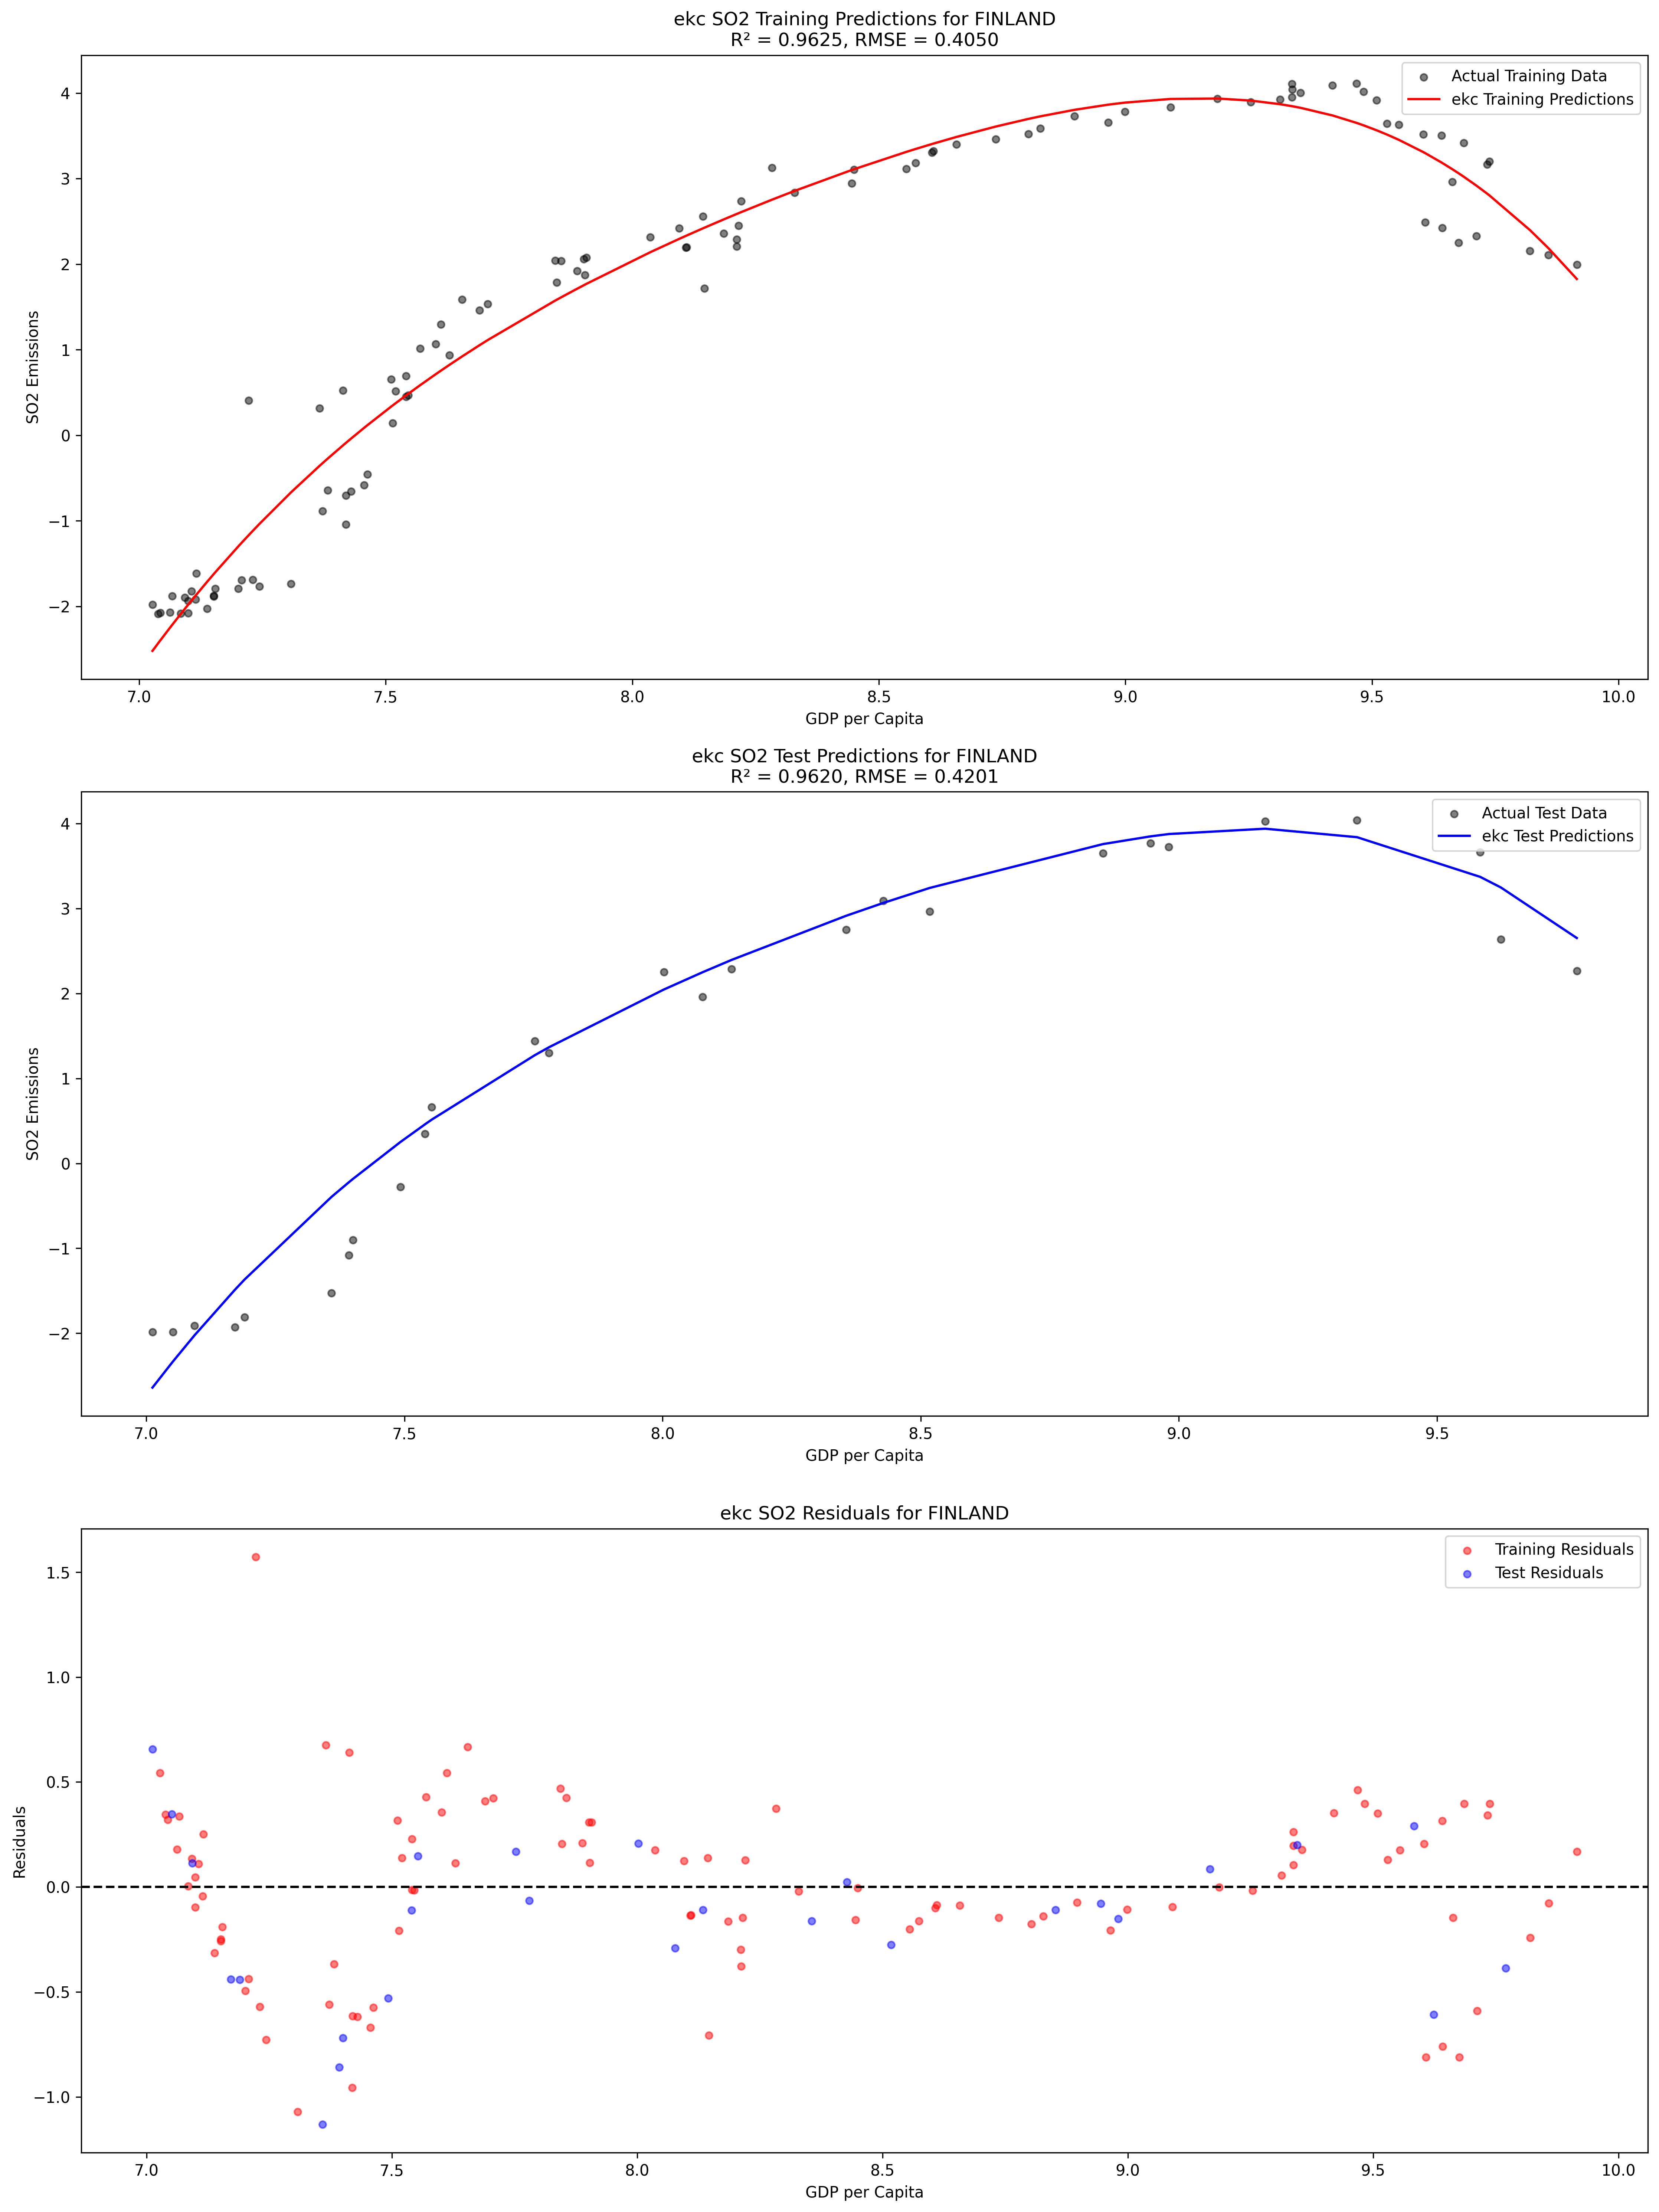 ekc SO2 Training Predictions for FINLAND
R² = 0.9625, RMSE = 0.4050
Actual Training Data
ekc Training Predictions
4
3
2
1
0
−1
−2
SO2 Emissions
7.0 7.5 8.0 8.5 9.0 9.5 10.0
GDP per Capita
ekc SO2 Test Predictions for FINLAND
R² = 0.9620, RMSE = 0.4201
Actual Test Data
ekc Test Predictions
4
3
2
1
0
−1
−2
SO2 Emissions
7.0 7.5 8.0 8.5 9.0 9.5
GDP per Capita
ekc SO2 Residuals for FINLAND
Training Residuals
Test Residuals
1.5
1.0
0.5
0.0
−0.5
−1.0
Residuals
7.0 7.5 8.0 8.5 9.0 9.5 10.0
GDP per Capita